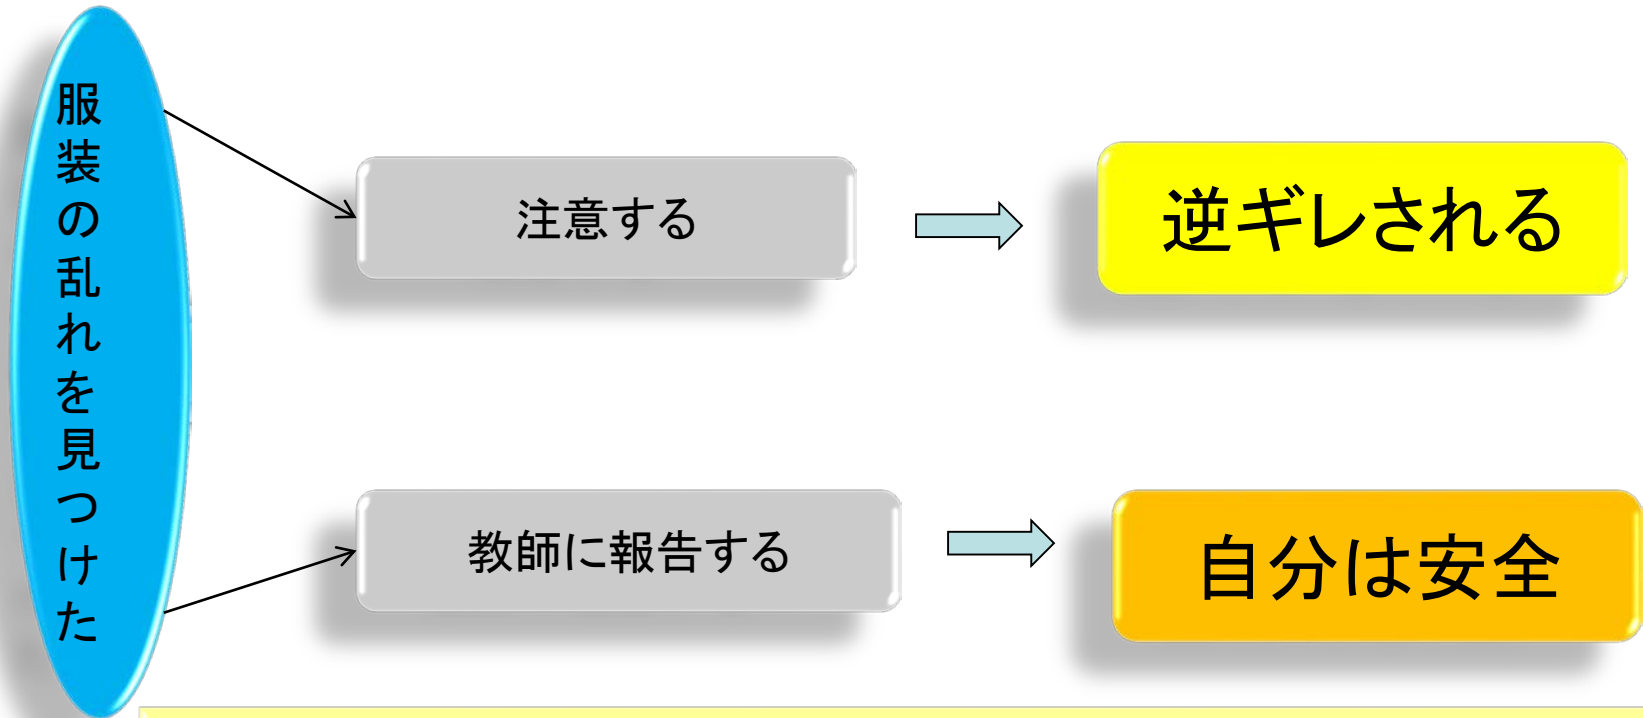 服装の乱れを見つけた
注意する
逆ギレされる
教師に報告する
自分は安全